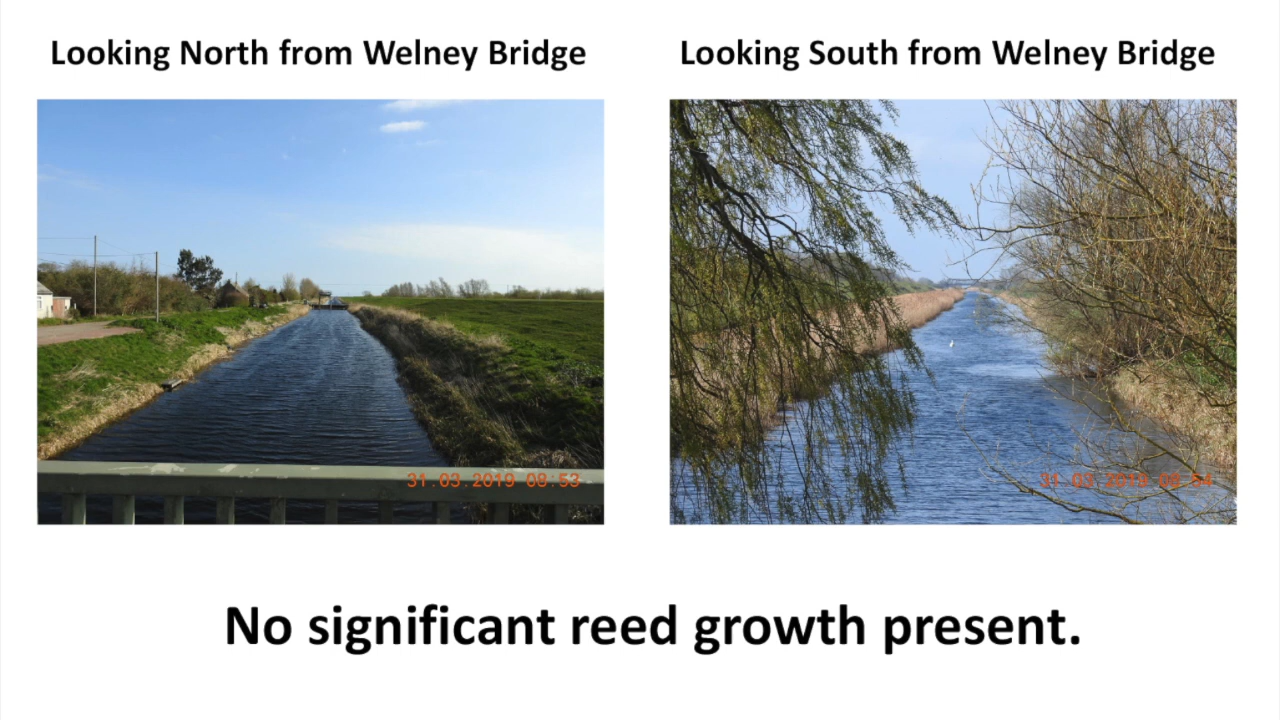 Looking North from Welney Bridge
Looking South from Welney Bridge
31.03.2019 08:53
No significant reed growth present.